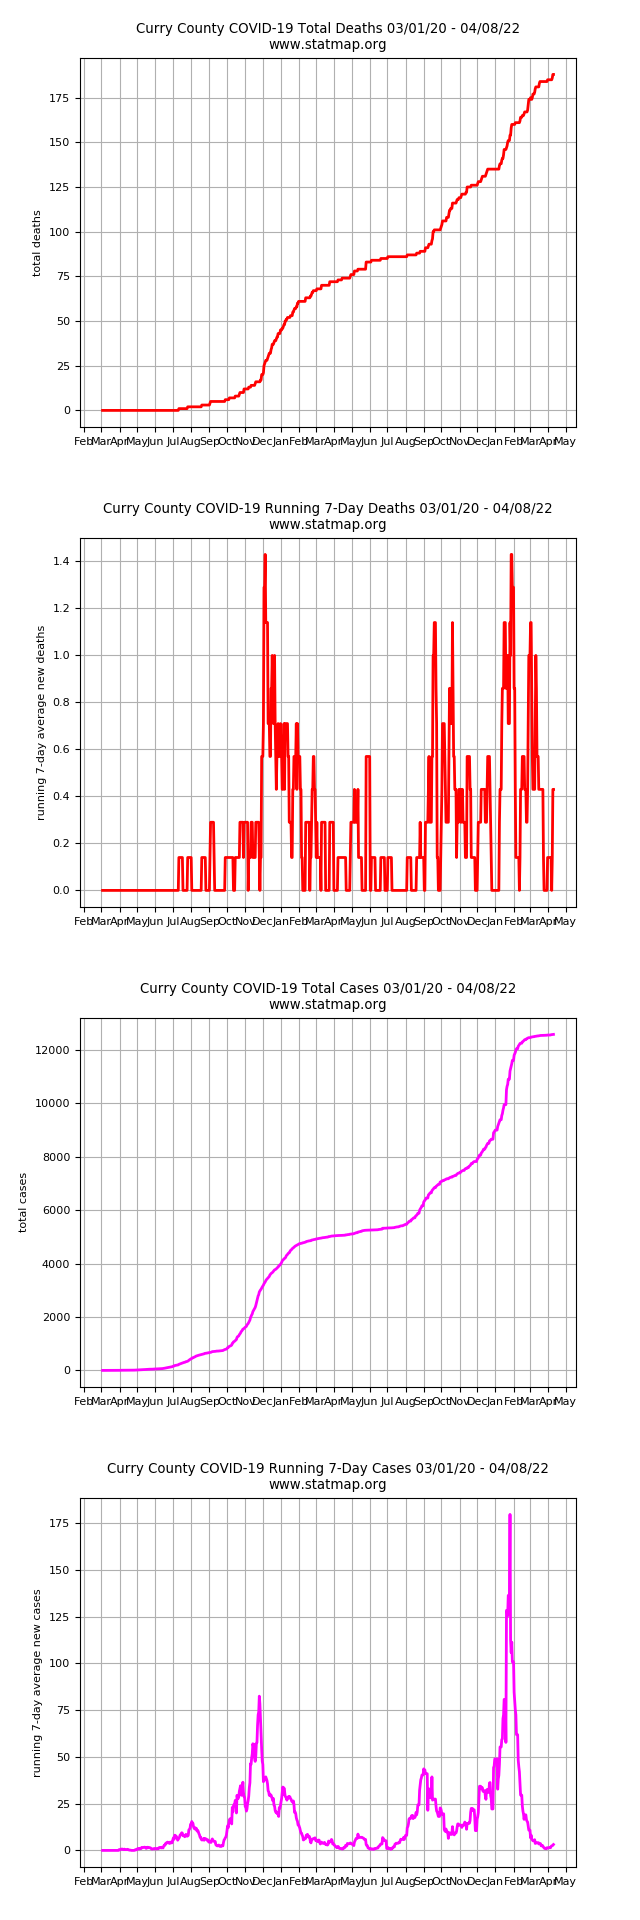 Curry County COVID-19 Total Deaths 03/01/20 - 04/08/22
www.statmap.org
total deaths
175
150
125
100
75
50
25
0
Feb Mar Apr May Jun Jul Aug Sep Oct Nov Dec Jan Feb Mar Apr May Jun Jul Aug Sep Oct Nov Dec Jan Feb Mar Apr May
Curry County COVID-19 Running 7-Day Deaths 03/01/20 - 04/08/22
www.statmap.org
running 7-day average new deaths
1.4
1.2
1.0
0.8
0.6
0.4
0.2
0.0
Feb Mar Apr May Jun Jul Aug Sep Oct Nov Dec Jan Feb Mar Apr May Jun Jul Aug Sep Oct Nov Dec Jan Feb Mar Apr May
Curry County COVID-19 Total Cases 03/01/20 - 04/08/22
www.statmap.org
total cases
12000
10000
8000
6000
4000
2000
0
Feb Mar Apr May Jun Jul Aug Sep Oct Nov Dec Jan Feb Mar Apr May Jun Jul Aug Sep Oct Nov Dec Jan Feb Mar Apr May
Curry County COVID-19 Running 7-Day Cases 03/01/20 - 04/08/22
www.statmap.org
running 7-day average new cases
175
150
125
100
75
50
25
0
Feb Mar Apr May Jun Jul Aug Sep Oct Nov Dec Jan Feb Mar Apr May Jun Jul Aug Sep Oct Nov Dec Jan Feb Mar Apr May